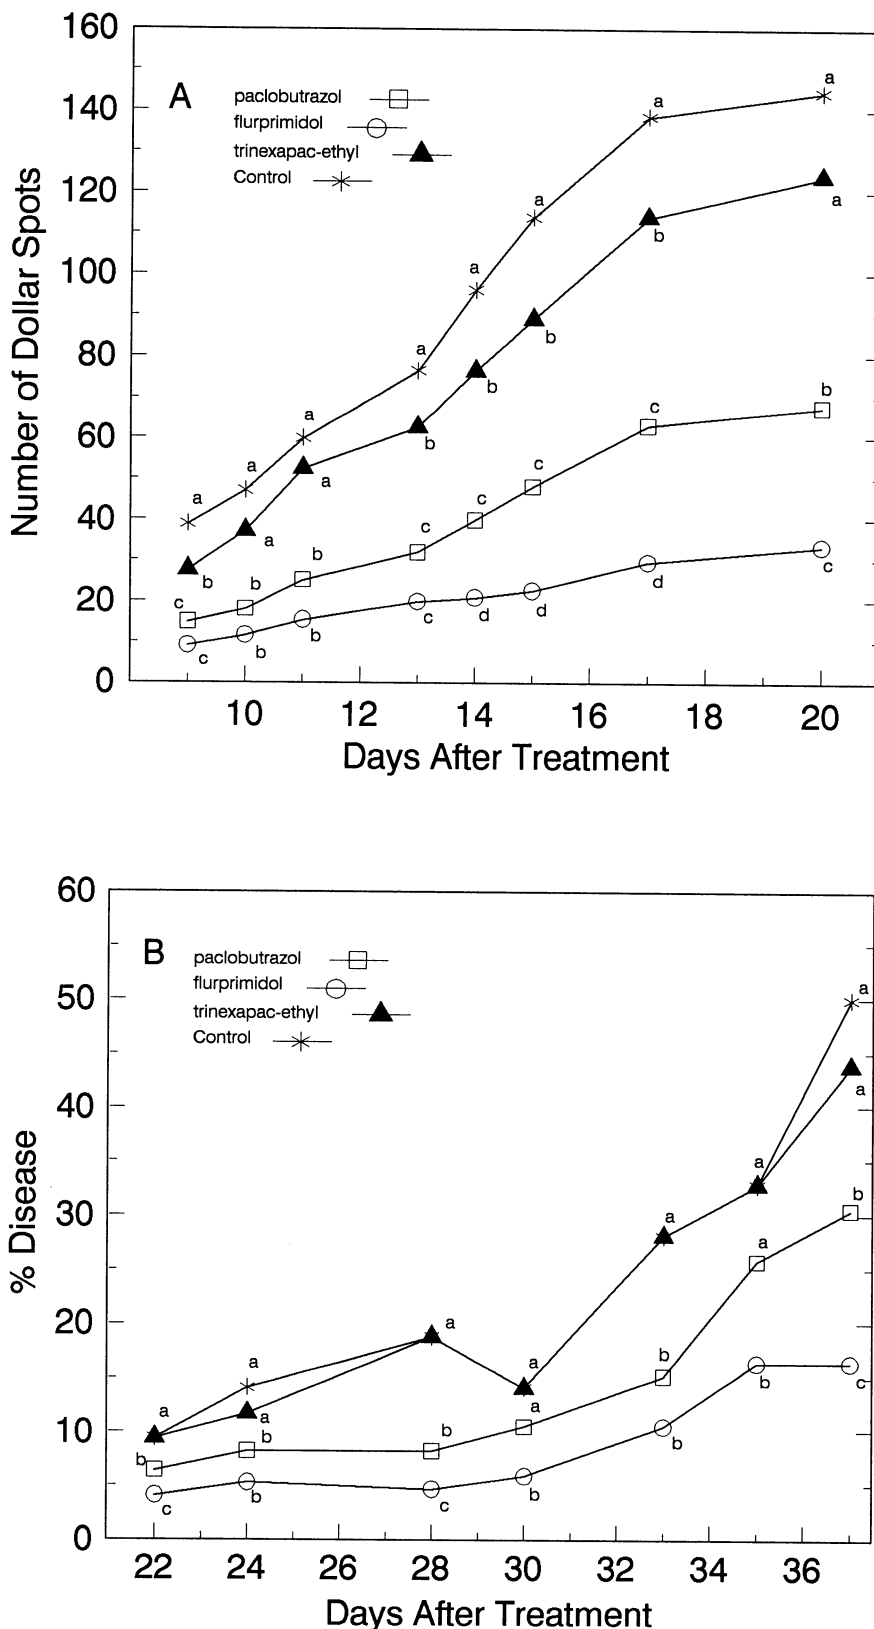 160
140
120
100
80
60
40
20
0
Number of Dollar Spots
A
paclobutrazol
flurprimidol
trinexapac-ethyl
Control
a a a a a a a a
b a a b b b b a
c b b c c c c b
c b b c d d d c
10 12 14 16 18 20
Days After Treatment
60
50
40
30
20
10
0
% Disease
B
paclobutrazol
flurprimidol
trinexapac-ethyl
Control
a a a a a a a
a a
b b b a b a b
c b c b b b c
22 24 26 28 30 32 34 36
Days After Treatment